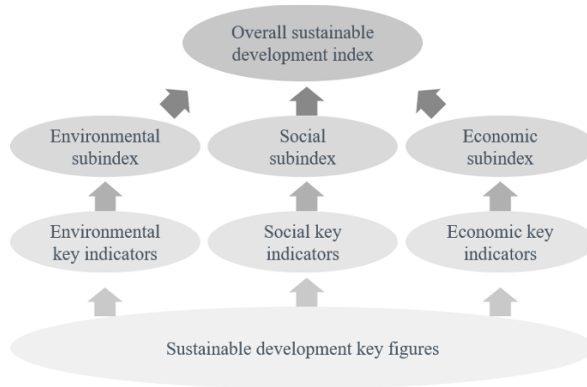 Overall sustainable
development index
Environmental
subindex
Social
subindex
Economic
subindex
Environmental
key indicators
Social key
indicators
Economic key
indicators
Sustainable development key figures